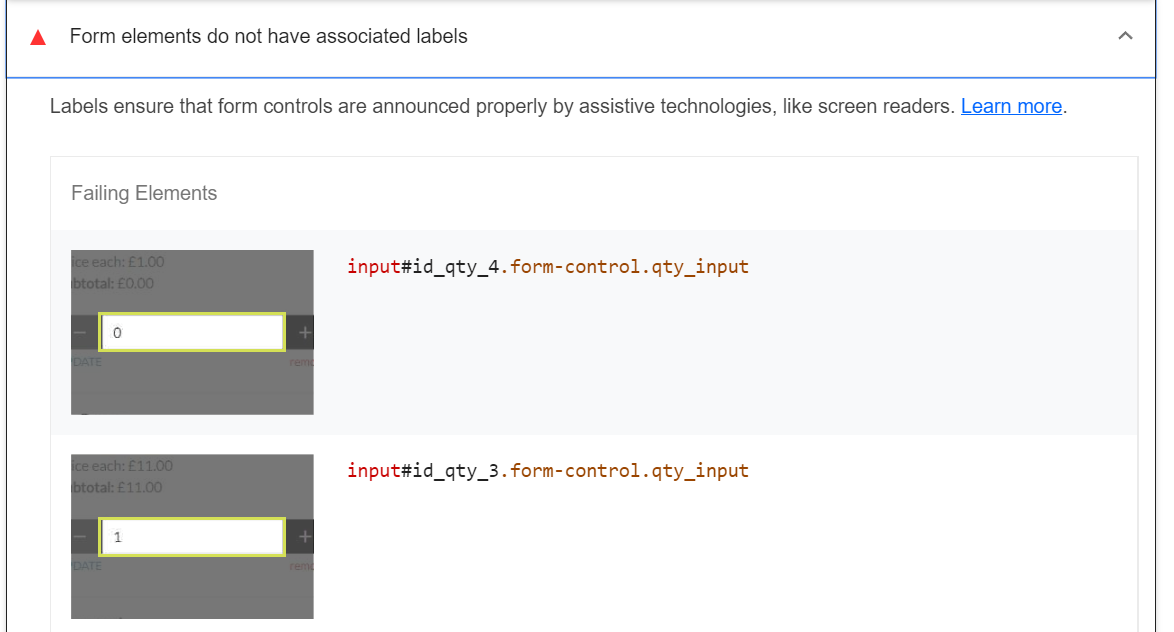 Form elements do not have associated labels
Labels ensure that form controls are announced properly by assistive technologies, like screen readers. Learn more.
Failing Elements
ice each: £1.00
btotal: £0.00
input#id_qty_4.form-control.qty_input
− 0 +
PDATE remo
ice each: £11.00
btotal: £11.00
input#id_qty_3.form-control.qty_input
− 1 +
PDATE remo